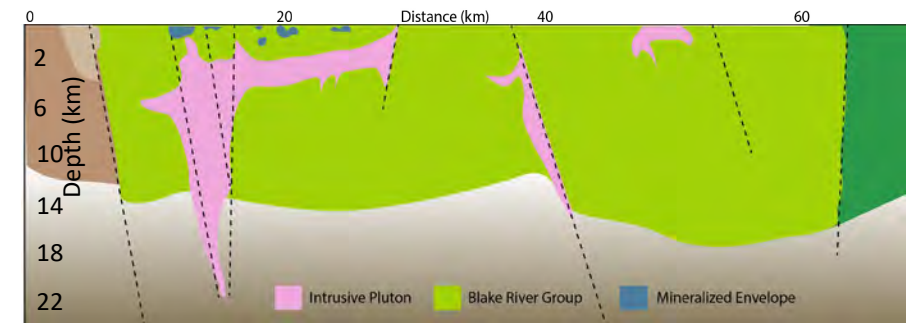 0 20 Distance (km) 40 60
2
6
10
14
18
22
Depth (km)
Intrusive Pluton Blake River Group Mineralized Envelope